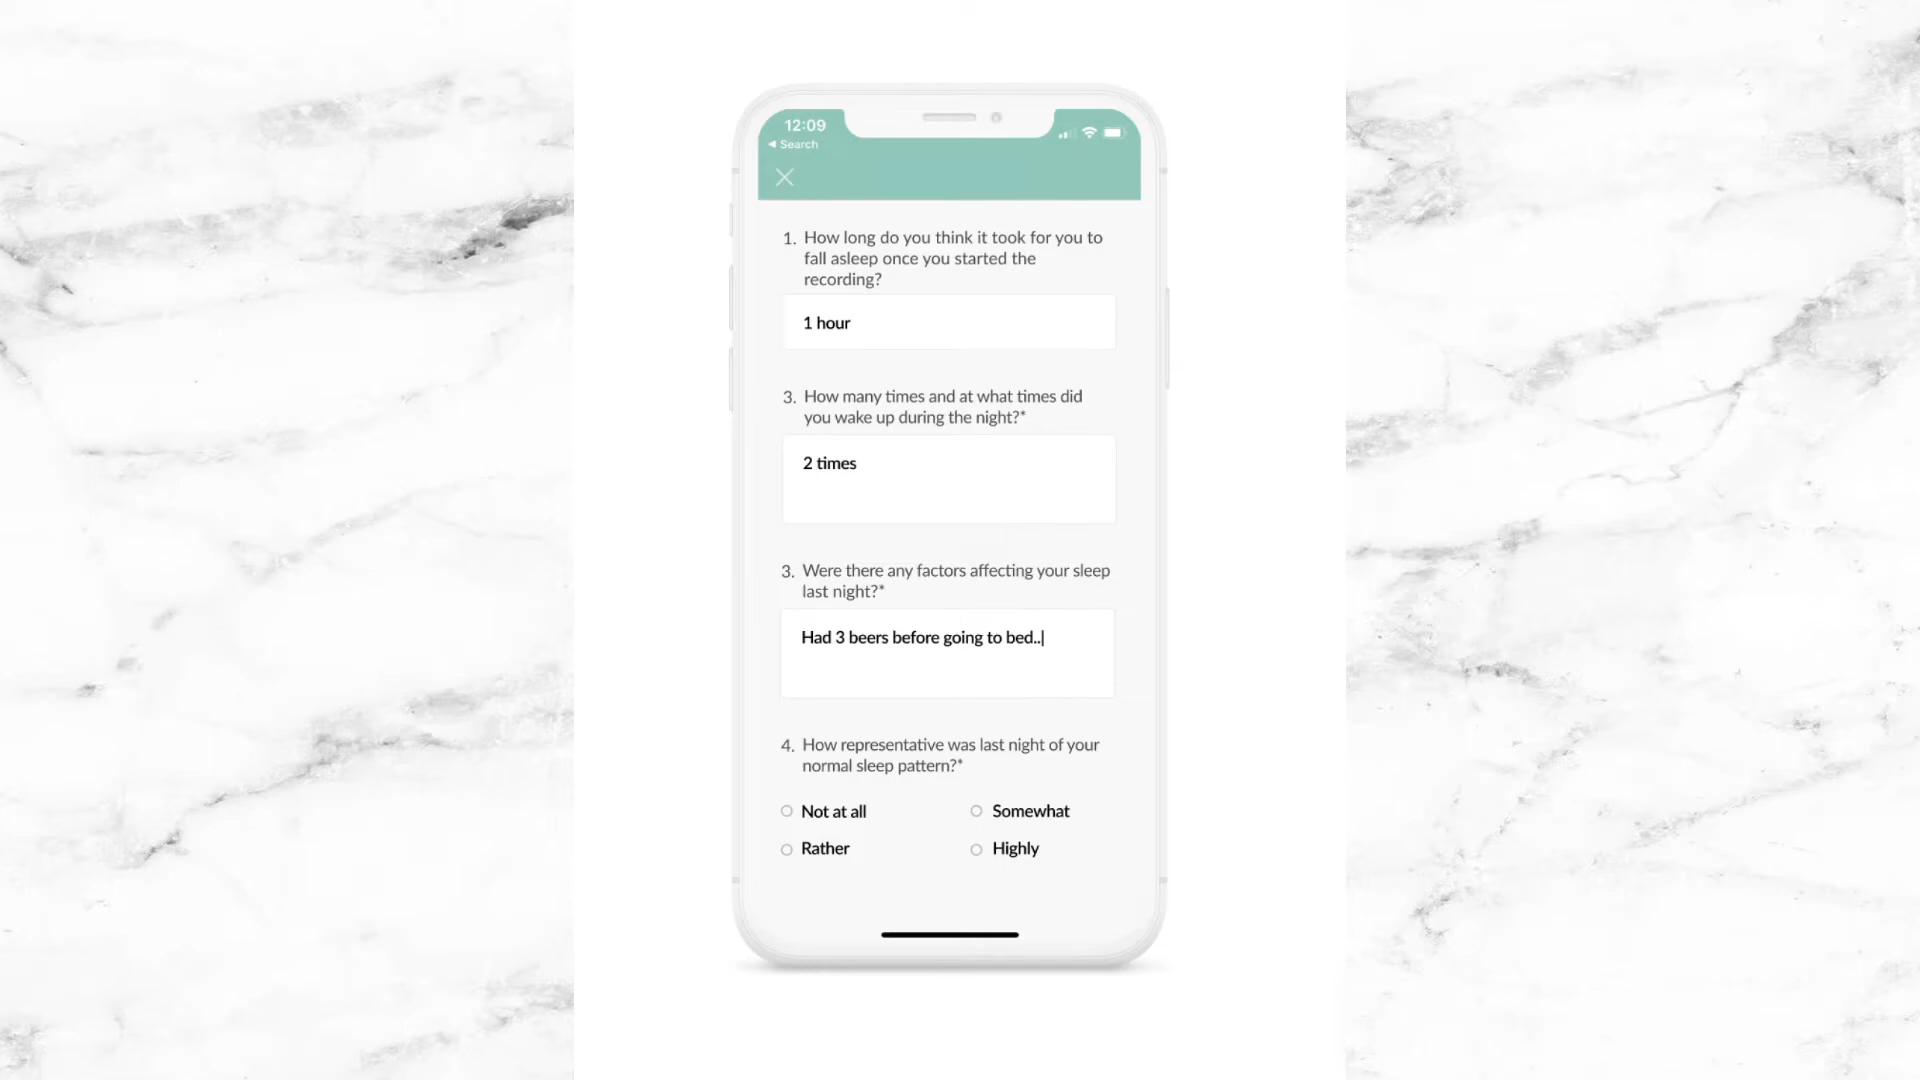 12:09
◀ Search
1. How long do you think it took for you to
fall asleep once you started the
recording?
1 hour
3. How many times and at what times did
you wake up during the night?*
2 times
3. Were there any factors affecting your sleep
last night?*
Had 3 beers before going to bed..
4. How representative was last night of your
normal sleep pattern?*
Not at all
Somewhat
Rather
Highly